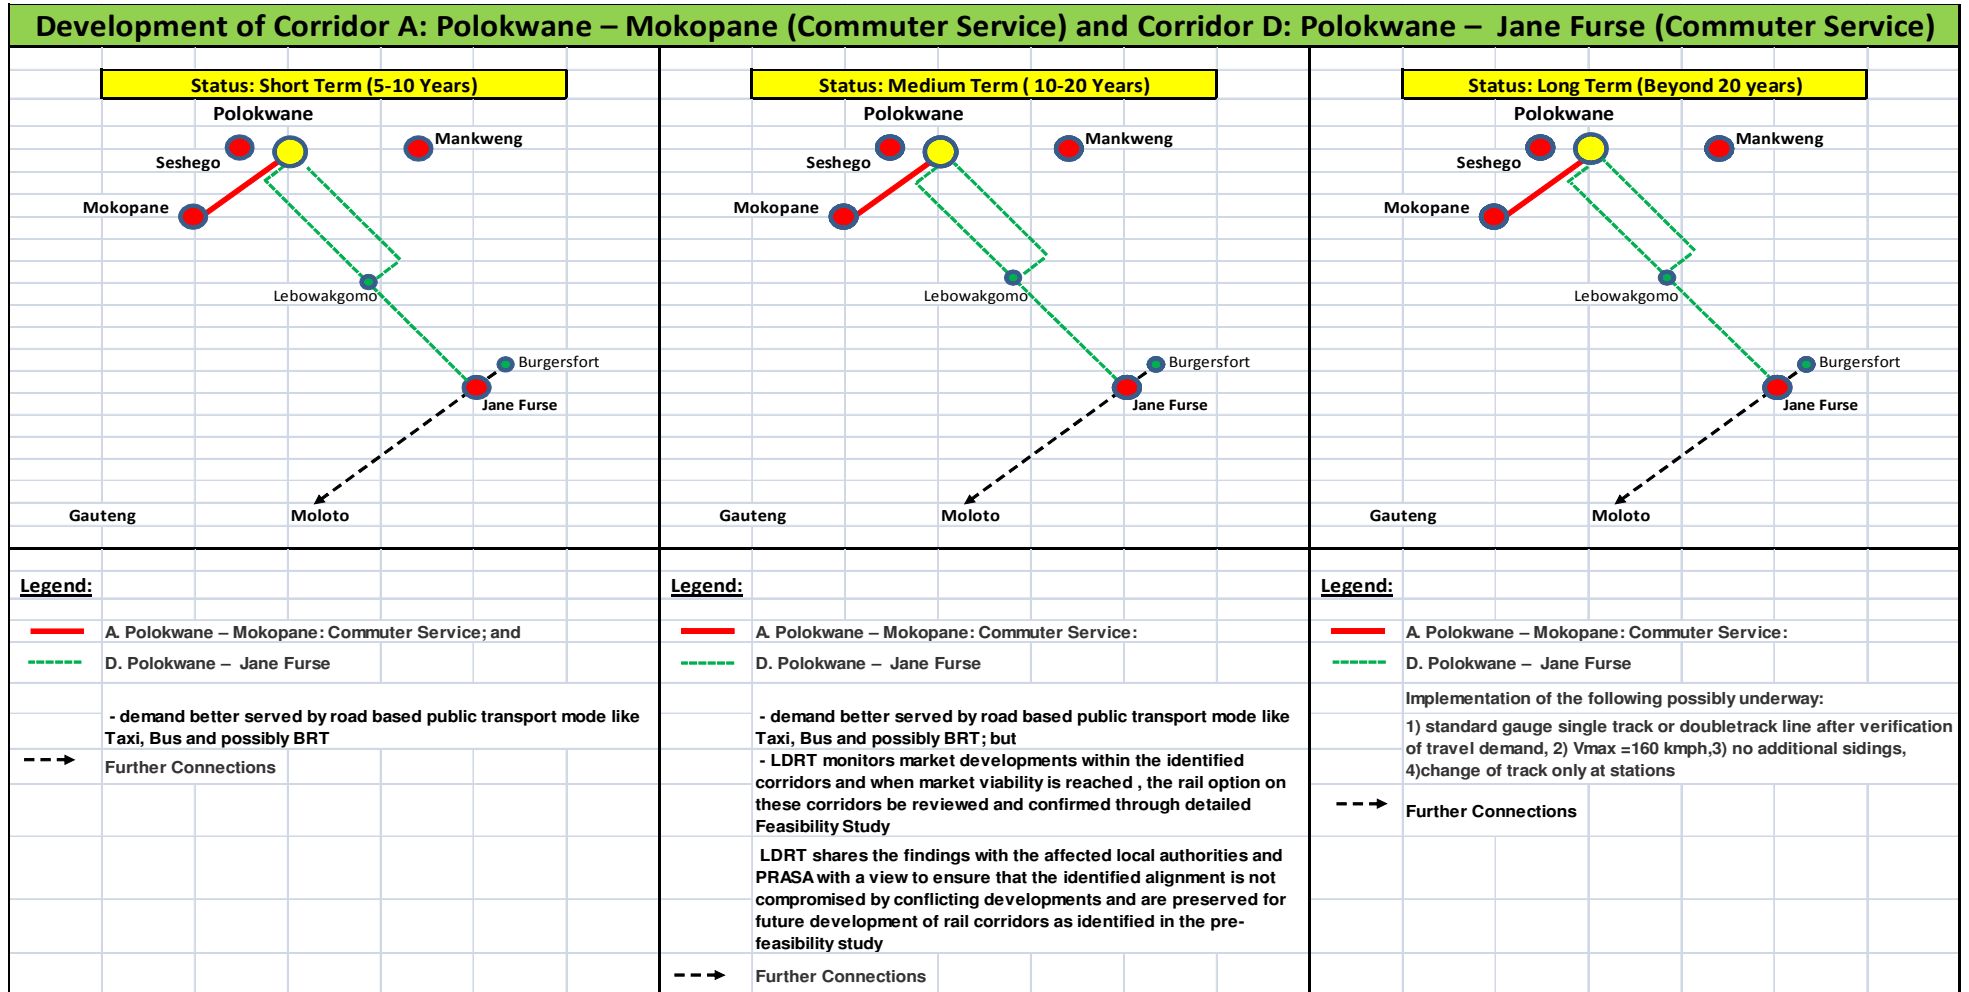 Development of Corridor A: Polokwane – Mokopane (Commuter Service) and Corridor D: Polokwane – Jane Furse (Commuter Service)
Status: Short Term (5-10 Years)
Polokwane
Mankweng
Seshego
Mokopane
Lebowakgomo
Burgersfort
Jane Furse
Gauteng
Moloto
Legend:
A. Polokwane – Mokopane: Commuter Service; and
D. Polokwane – Jane Furse
- demand better served by road based public transport mode like
Taxi, Bus and possibly BRT
Further Connections
Status: Medium Term ( 10-20 Years)
Polokwane
Mankweng
Seshego
Mokopane
Lebowakgomo
Burgersfort
Jane Furse
Gauteng
Moloto
Legend:
A. Polokwane – Mokopane: Commuter Service:
D. Polokwane – Jane Furse
- demand better served by road based public transport mode like
Taxi, Bus and possibly BRT; but
- LDRT monitors market developments within the identified
corridors and when market viability is reached , the rail option on
these corridors be reviewed and confirmed through detailed
Feasibility Study
LDRT shares the findings with the affected local authorities and
PRASA with a view to ensure that the identified alignment is not
compromised by conflicting developments and are preserved for
future development of rail corridors as identified in the pre-
feasibility study
Further Connections
Status: Long Term (Beyond 20 years)
Polokwane
Mankweng
Seshego
Mokopane
Lebowakgomo
Burgersfort
Jane Furse
Gauteng
Moloto
Legend:
A. Polokwane – Mokopane: Commuter Service:
D. Polokwane – Jane Furse
Implementation of the following possibly underway:
1) standard gauge single track or doubletrack line after verification
of travel demand, 2) Vmax =160 kmph,3) no additional sidings,
4)change of track only at stations
Further Connections